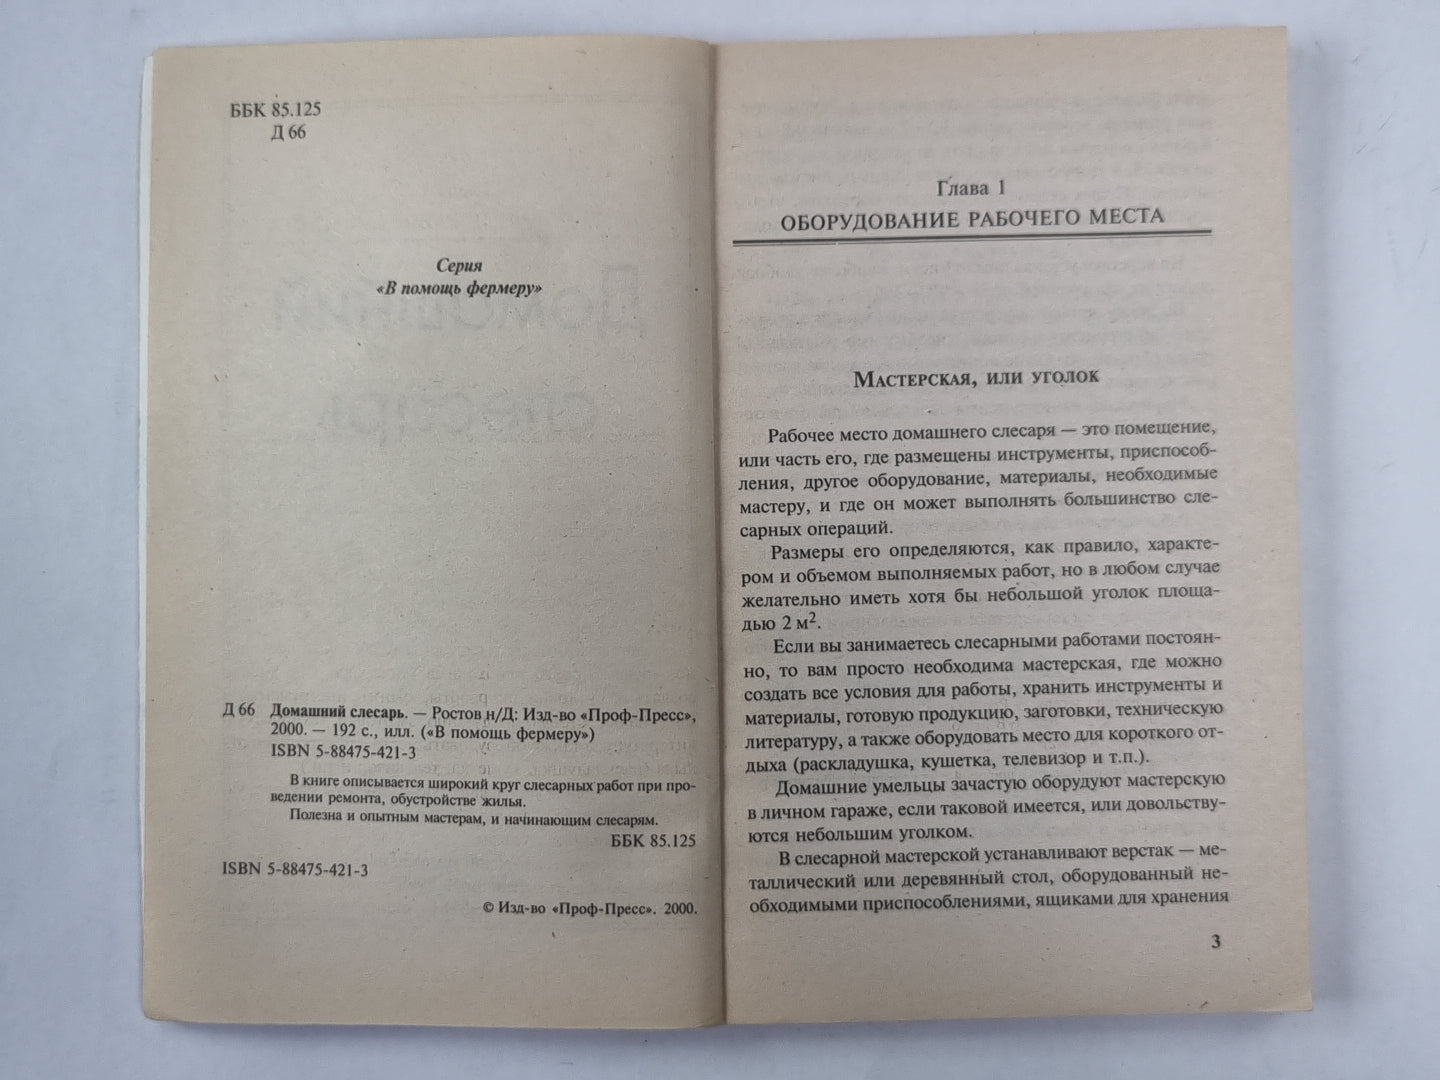 ББК 85.125
Д 66
Серия
«В помощь фермеру»
Д 66 Домашний слесарь. — Ростов н/Д: Изд-во «Проф-Пресс»,
2000. — 192 с., илл. («В помощь фермеру»)
ISBN 5-88475-421-3
В книге описывается широкий круг слесарных работ при про-
ведении ремонта, обустройстве жилья.
Полезна и опытным мастерам, и начинающим слесарям.
ББК 85.125
ISBN 5-88475-421-3
© Изд-во «Проф-Пресс». 2000.
Глава 1
ОБОРУДОВАНИЕ РАБОЧЕГО МЕСТА
МАСТЕРСКАЯ, ИЛИ УГОЛОК
Рабочее место домашнего слесаря — это помещение,
или часть его, где размещены инструменты, приспособ-
ления, другое оборудование, материалы, необходимые
мастеру, и где он может выполнять большинство сле-
сарных операций.
Размеры его определяются, как правило, характе-
ром и объемом выполняемых работ, но в любом случае
желательно иметь хотя бы небольшой уголок площа-
дью 2 м².
Если вы занимаетесь слесарными работами постоян-
но, то вам просто необходима мастерская, где можно
создать все условия для работы, хранить инструменты и
материалы, готовую продукцию, заготовки, техническую
литературу, а также оборудовать место для короткого от-
дыха (раскладушка, кушетка, телевизор и т.п.).
Домашние умельцы зачастую оборудуют мастерскую
в личном гараже, если таковой имеется, или довольству-
ются небольшим уголком.
В слесарной мастерской устанавливают верстак — ме-
таллический или деревянный стол, оборудованный не-
обходимыми приспособлениями, ящиками для хранения
3